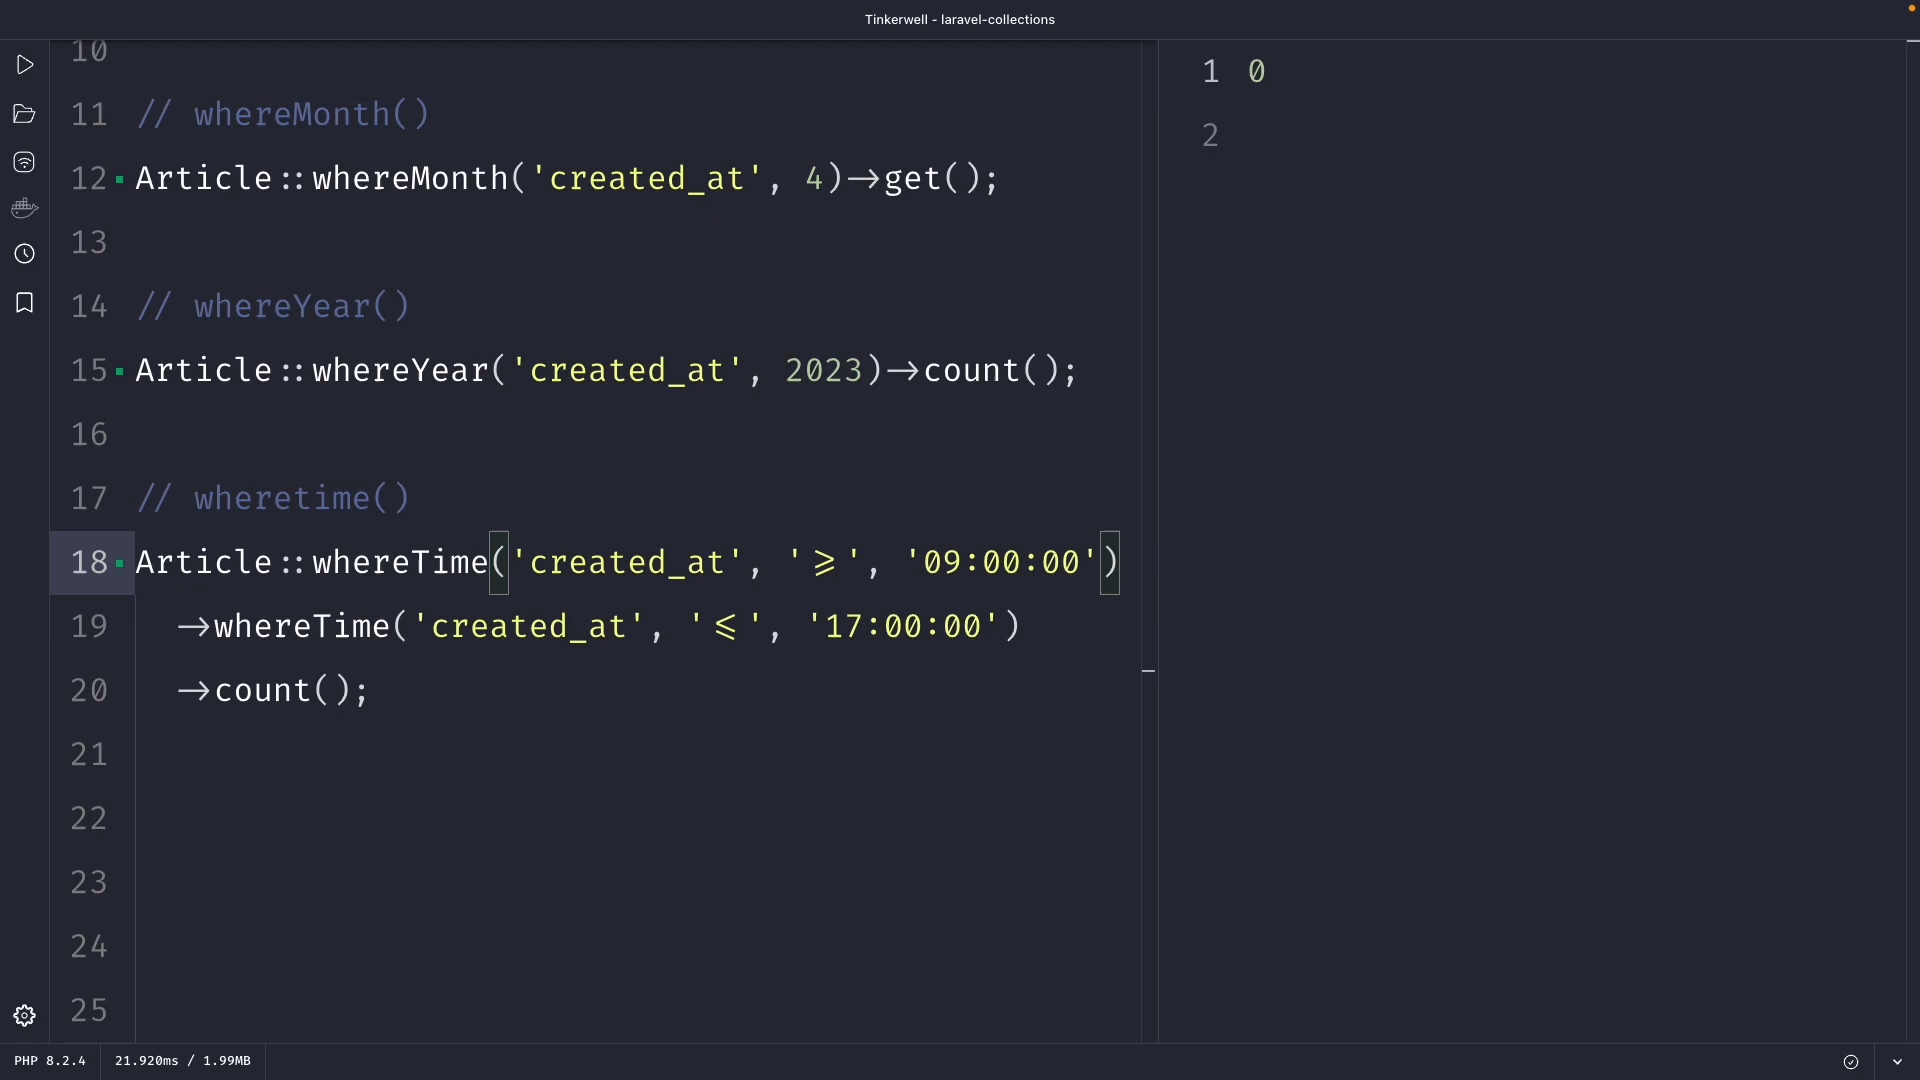 Tinkerwell - laravel-collections
10
11 // whereMonth()
12 Article::whereMonth('created_at', 4)->get();
13
14 // whereYear()
15 Article::whereYear('created_at', 2023)->count();
16
17 // wheretime()
18 Article::whereTime('created_at', '>=', '09:00:00')
19 ->whereTime('created_at', '<=', '17:00:00')
20 ->count();
21
22
23
24
25
1 0
2
PHP 8.2.4 21.920ms / 1.99MB